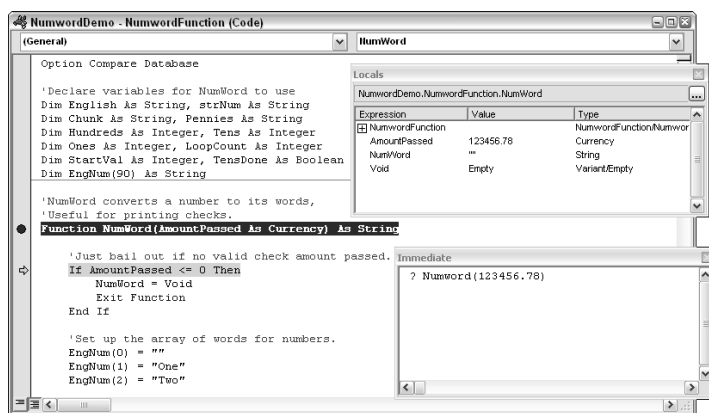 NumwordDemo - NumwordFunction (Code)
(General)
NumWord
Option Compare Database
'Declare variables for NumWord to use
Dim English As String, strNum As String
Dim Chunk As String, Pennies As String
Dim Hundreds As Integer, Tens As Integer
Dim Ones As Integer, LoopCount As Integer
Dim StartVal As Integer, TensDone As Boolean
Dim EngNum(90) As String
'NumWord converts a number to its words,
'Useful for printing checks.
Function NumWord(AmountPassed As Currency) As String
'Just bail out if no valid check amount passed.
If AmountPassed <= 0 Then
NumWord = Void
Exit Function
End If
'Set up the array of words for numbers.
EngNum(0) = ""
EngNum(1) = "One"
EngNum(2) = "Two"
Locals
NumwordDemo.NumwordFunction.NumWord
...
Expression Value Type
NumwordFunction NumwordFunction/Numwor
AmountPassed 123456.78 Currency
NumWord "" String
Void Empty Variant/Empty
Immediate
? Numword(123456.78)